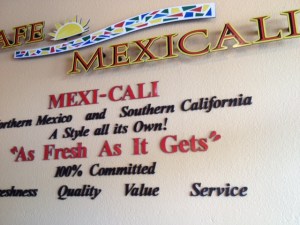 AFE
MEXICALI
MEXI-CALI
orthern Mexico and Southern California
A Style all its Own!
"As Fresh As It Gets"
100% Committed
reshness Quality Value Service